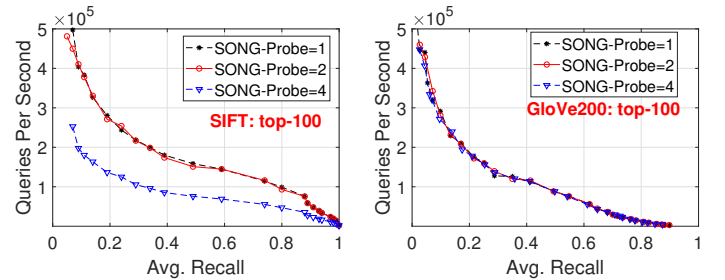 ×10^5
5
4
3
2
1
Queries Per Second
SONG-Probe=1
SONG-Probe=2
SONG-Probe=4
SIFT: top-100
0 0.2 0.4 0.6 0.8 1
Avg. Recall
×10^5
5
4
3
2
1
Queries Per Second
SONG-Probe=1
SONG-Probe=2
SONG-Probe=4
GloVe200: top-100
0 0.2 0.4 0.6 0.8 1
Avg. Recall